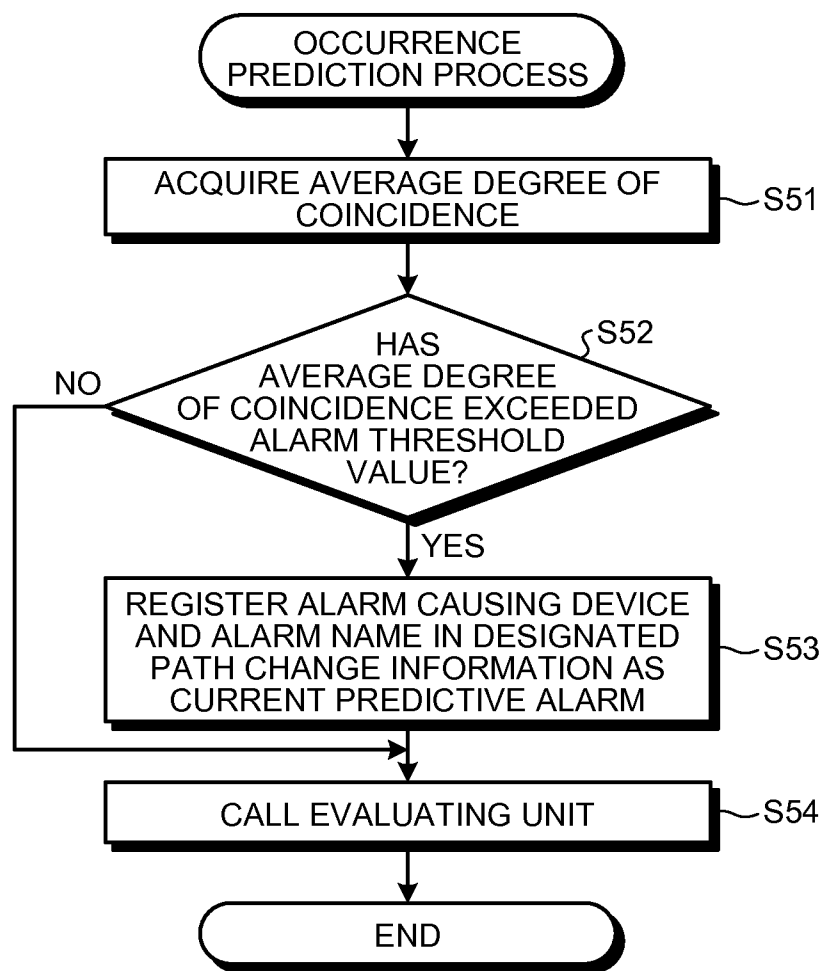 OCCURRENCE
PREDICTION PROCESS
ACQUIRE AVERAGE DEGREE OF
COINCIDENCE
S51
S52
HAS
AVERAGE DEGREE
OF COINCIDENCE EXCEEDED
ALARM THRESHOLD
VALUE?
NO
YES
REGISTER ALARM CAUSING DEVICE
AND ALARM NAME IN DESIGNATED
PATH CHANGE INFORMATION AS
CURRENT PREDICTIVE ALARM
S53
CALL EVALUATING UNIT
S54
END